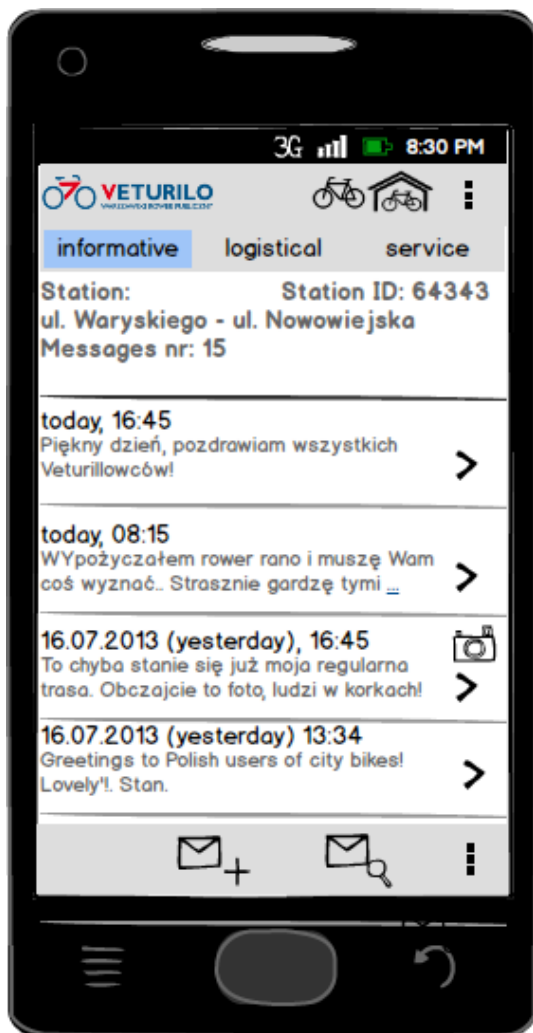 3G 8:30 PM
VETURILO
informative logistical service
Station: Station ID: 64343
ul. Waryskiego - ul. Nowowiejska
Messages nr: 15
today, 16:45
Piękny dzień, pozdrawiam wszystkich
Veturillowców!
today, 08:15
WYpożyczałem rower rano i muszę Wam
coś wyznać.. Strasznie gardzę tymi ...
16.07.2013 (yesterday), 16:45
To chyba stanie się już moja regularna
trasa. Obczajcie to foto, ludzi w korkach!
16.07.2013 (yesterday) 13:34
Greetings to Polish users of city bikes!
Lovely'!. Stan.